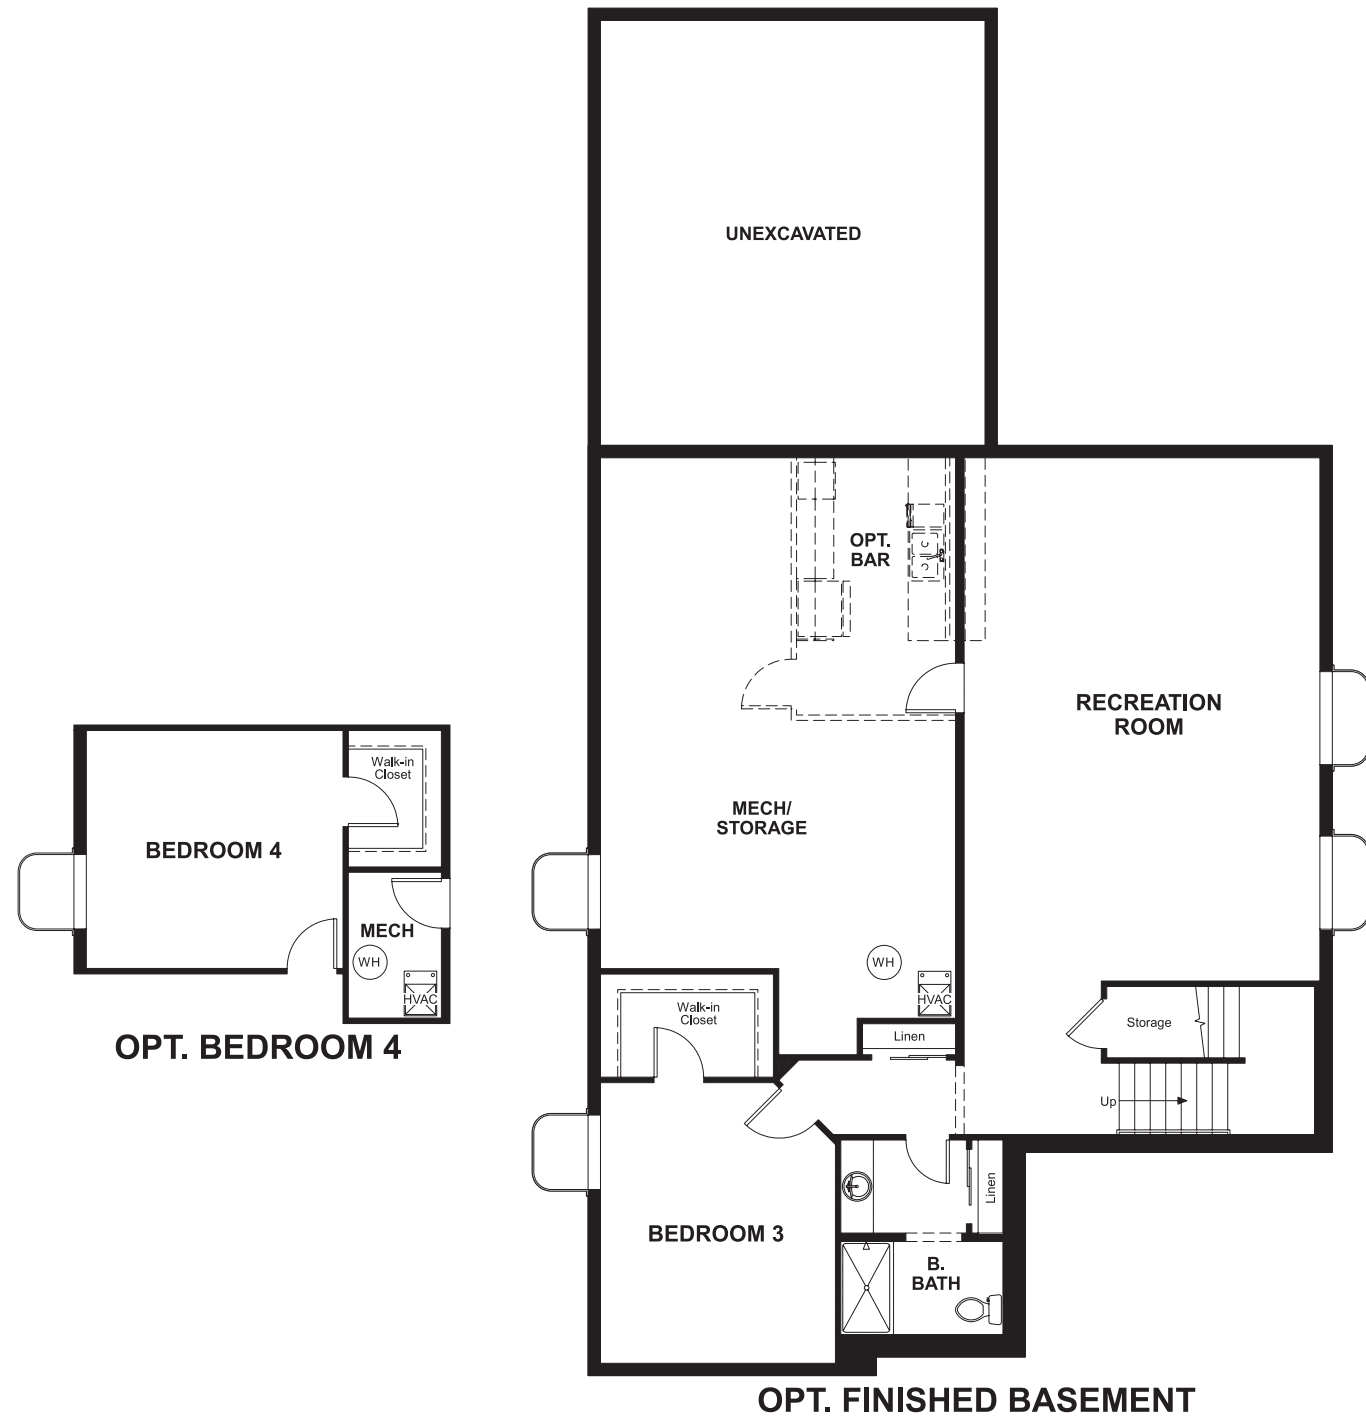 UNEXCAVATED
OPT.
BAR
RECREATION
ROOM
MECH/
STORAGE
WH
HVAC
Walk-in
Closet
Linen
Storage
Up
BEDROOM 3
Linen
B.
BATH
OPT. FINISHED BASEMENT
Walk-in
Closet
BEDROOM 4
MECH
WH
HVAC
OPT. BEDROOM 4